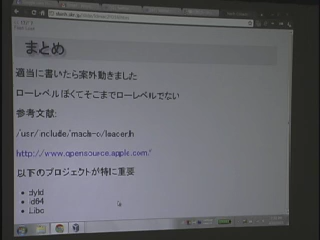 まとめ
適当に書いたら案外動きました
ローレベルぽくてそこまでローレベルでない
参考文献:
/usr/include/mach-o/loader.h
http://www.opensource.apple.com/
以下のプロジェクトが特に重要
dyld
ld64
Libc